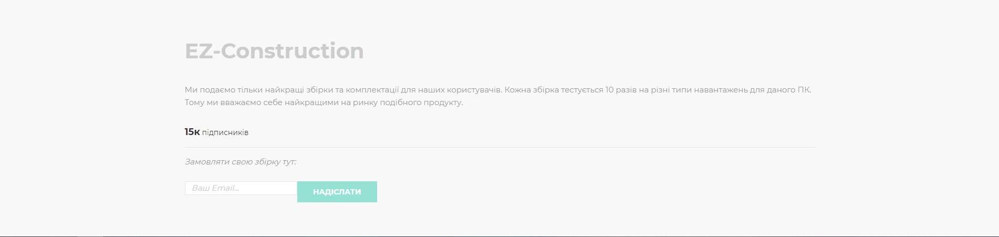 EZ-Construction
Ми подаємо тільки найкращі збірки та комплектації для наших користувачів. Кожна збірка тестується 10 разів на різні типи навантажень для даного ПК.
Тому ми вважаємо себе найкращими на ринку подібного продукту.
15к підписників
Замовляти свою збірку тут:
Ваш Email...
НАДІСЛАТИ